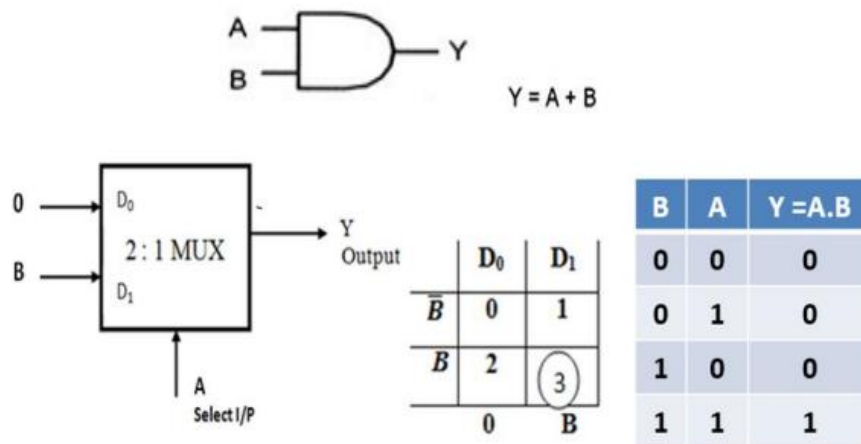 A
B
Y
Y = A + B
0
B
D₀
2 : 1 MUX
D₁
Y
Output
A
Select I/P
D₀ D₁
B̅ 0 1
B 2 3
0 B
B A Y =A.B
0 0 0
0 1 0
1 0 0
1 1 1